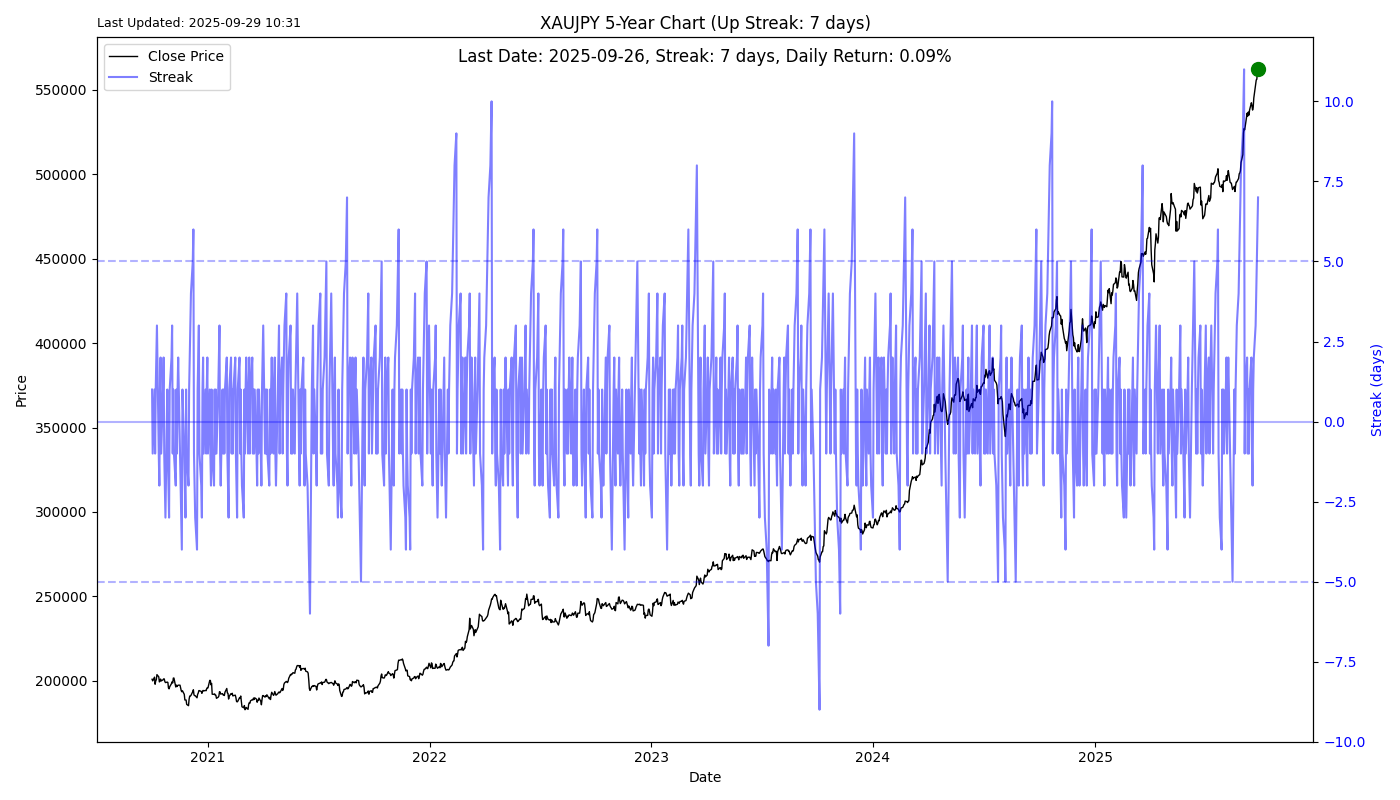 Last Updated: 2025-09-29 10:31
XAUJPY 5-Year Chart (Up Streak: 7 days)
Last Date: 2025-09-26, Streak: 7 days, Daily Return: 0.09%
Close Price
Streak
550000
500000
450000
400000
350000
300000
250000
200000
Price
10.0
7.5
5.0
2.5
0.0
−2.5
−5.0
−7.5
−10.0
Streak (days)
2021
2022
2023
2024
2025
Date